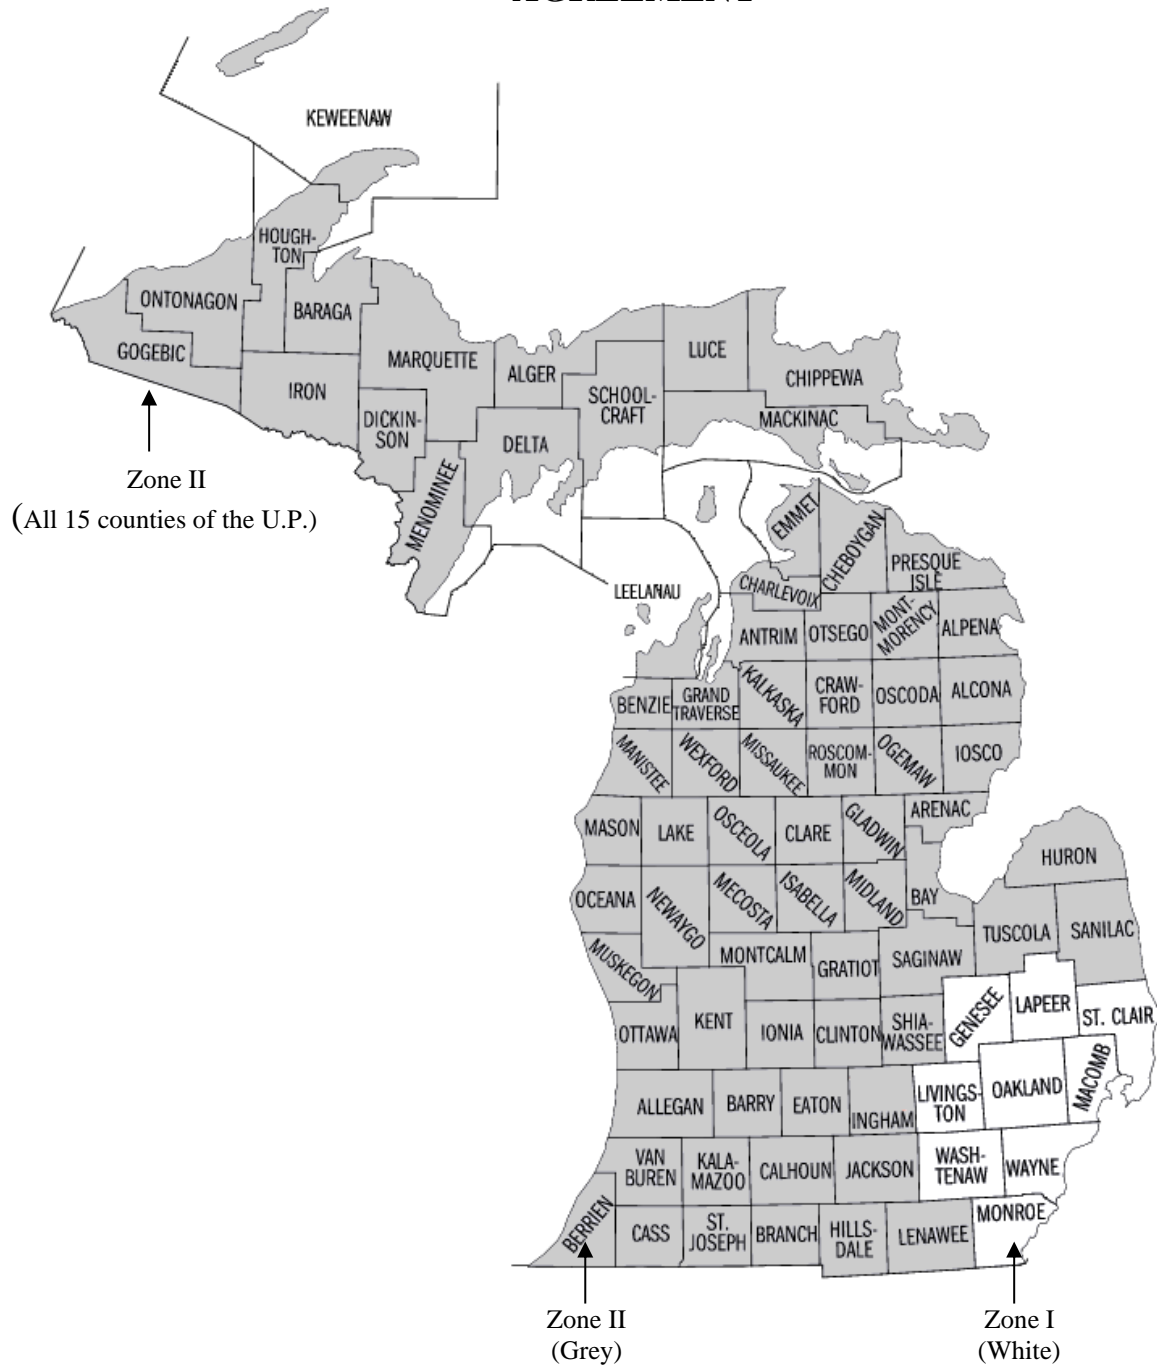 AGREEMENT
KEWEENAW
HOUGH-
TON
ONTONAGON
BARAGA
GOGEBIC
MARQUETTE
LUCE
ALGER
CHIPPEWA
IRON
SCHOOL-
CRAFT
MACKINAC
DICKIN-
SON
DELTA
Zone II
(All 15 counties of the U.P.)
MENOMINEE
EMMET
CHEBOYGAN
PRESQUE
ISLE
LEELANAU
CHARLEVOIX
ANTRIM
OTSEGO
MONT-
MORENCY
ALPENA
BENZIE
GRAND
TRAVERSE
KALKASKA
CRAW-
FORD
OSCODA
ALCONA
MANISTEE
WEXFORD
MISSAUKEE
ROSCOM-
MON
OGEMAW
IOSCO
MASON
LAKE
OSCEOLA
CLARE
GLADWIN
ARENAC
HURON
OCEANA
NEWAYGO
MECOSTA
ISABELLA
MIDLAND
BAY
TUSCOLA
SANILAC
MUSKEGON
MONTCALM
GRATIOT
SAGINAW
OTTAWA
KENT
IONIA
CLINTON
SHIA-
WASSEE
GENESEE
LAPEER
ST. CLAIR
ALLEGAN
BARRY
EATON
INGHAM
LIVINGS-
TON
OAKLAND
MACOMB
VAN
BUREN
KALA-
MAZOO
CALHOUN
JACKSON
WASH-
TENAW
WAYNE
BERRIEN
CASS
ST.
JOSEPH
BRANCH
HILLS-
DALE
LENAWEE
MONROE
Zone II
(Grey)
Zone I
(White)